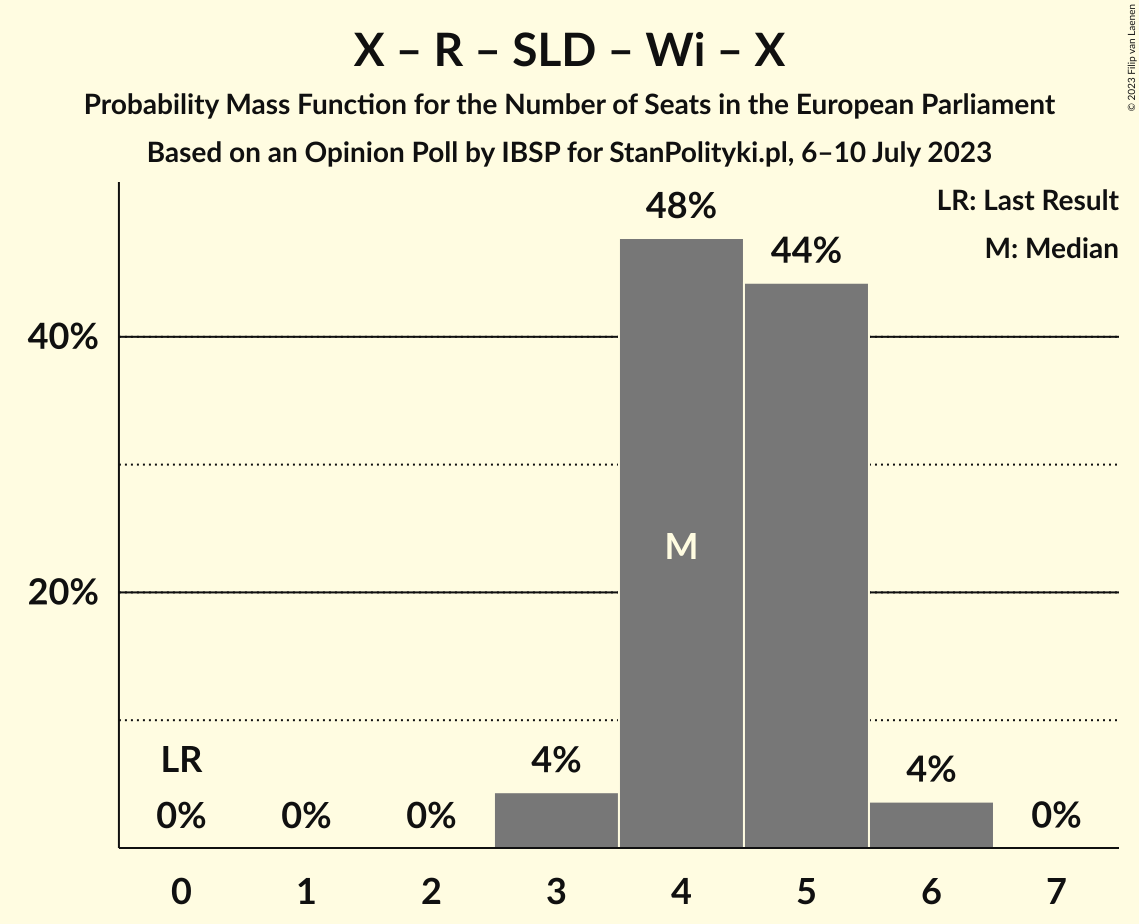 X – R – SLD – Wi – X
Probability Mass Function for the Number of Seats in the European Parliament
Based on an Opinion Poll by IBSP for StanPolityki.pl, 6–10 July 2023
© 2023 Filip van Laenen
LR: Last Result
M: Median
48%
44%
40%
M
20%
LR
4%
4%
0%
0%
0%
0%
0 1 2 3 4 5 6 7